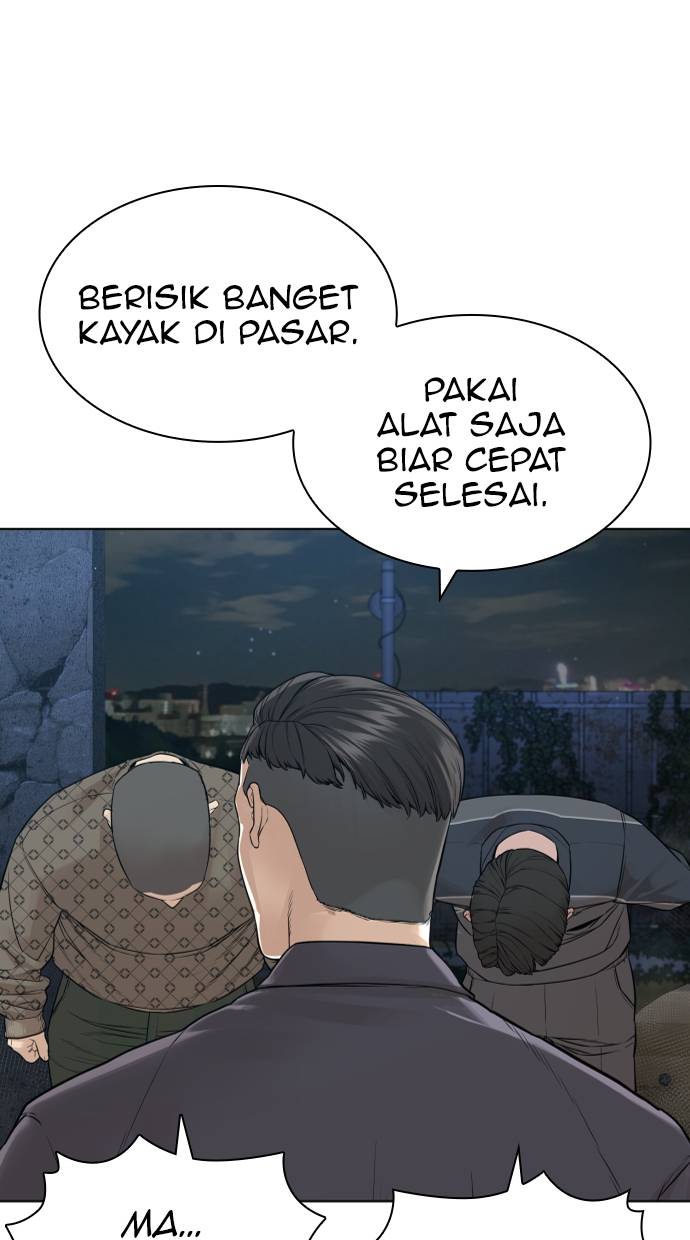 BERISIK BANGET
KAYAK DI PASAR.
PAKAI
ALAT SAJA
BIAR CEPAT
SELESAI.
MA...